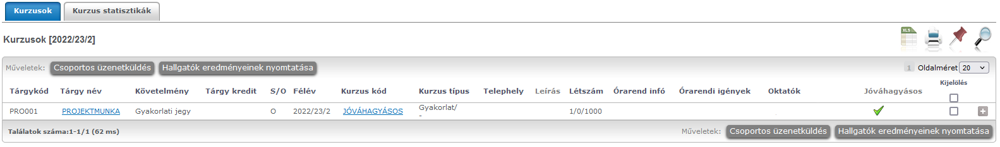 Kurzusok Kurzus statisztikák
Kurzusok [2022/23/2]
XLS
Műveletek: Csoportos üzenetküldés Hallgatók eredményeinek nyomtatása 1 Oldalméret 20
Tárgykód Tárgy név Követelmény Tárgy kredit S/O Félév Kurzus kód Kurzus típus Telephely Leírás Létszám Órarend infó Órarendi igények Oktatók Jóváhagyásos Kijelölés
PRO001 PROJEKTMUNKA Gyakorlati jegy O 2022/23/2 JÓVÁHAGYÁSOS Gyakorlat/ 1/0/1000
-
Találatok száma:1-1/1 (62 ms) Műveletek: Csoportos üzenetküldés Hallgatók eredményeinek nyomtatása